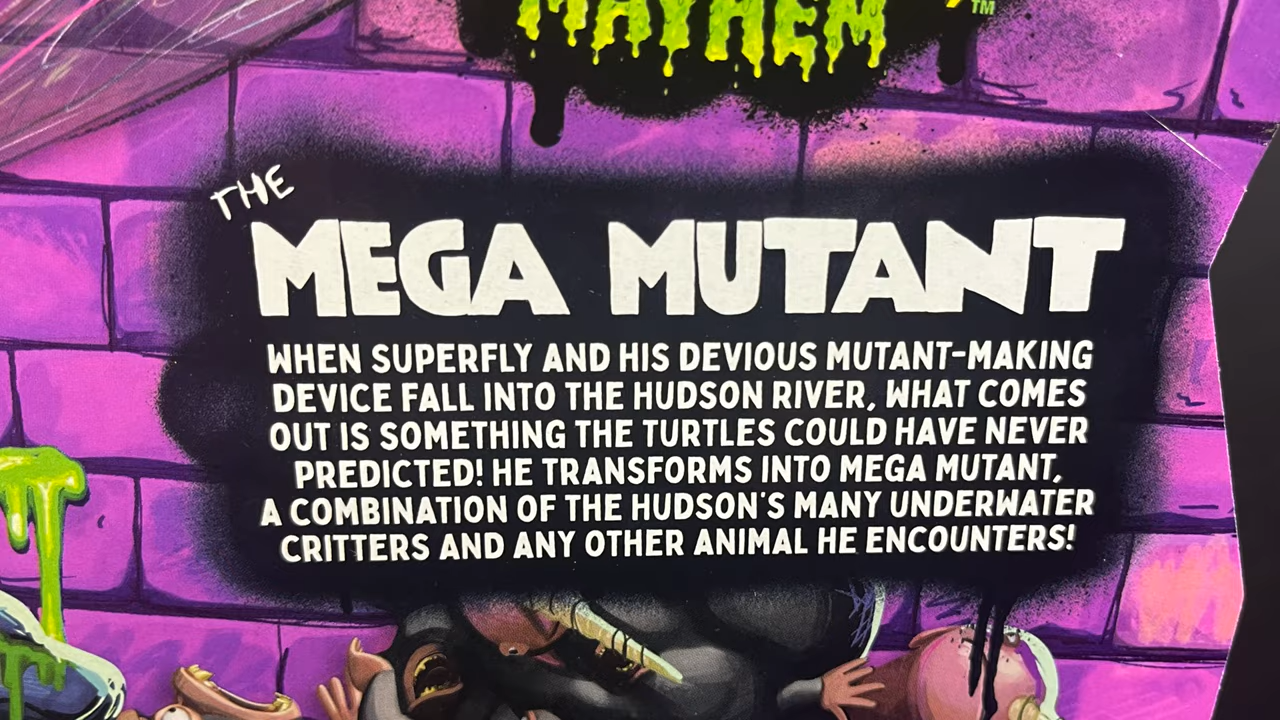 MAYHEM
TM
THE
MEGA MUTANT
WHEN SUPERFLY AND HIS DEVIOUS MUTANT-MAKING
DEVICE FALL INTO THE HUDSON RIVER, WHAT COMES
OUT IS SOMETHING THE TURTLES COULD HAVE NEVER
PREDICTED! HE TRANSFORMS INTO MEGA MUTANT,
A COMBINATION OF THE HUDSON'S MANY UNDERWATER
CRITTERS AND ANY OTHER ANIMAL HE ENCOUNTERS!